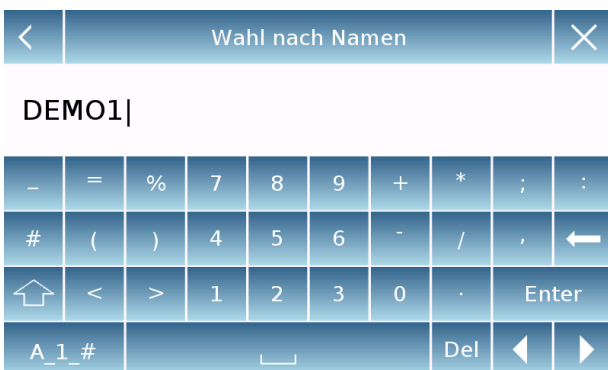 Wahl nach Namen
DEMO1
_ = % 7 8 9 + * ; :
# ( ) 4 5 6 - / ,
< > 1 2 3 0 . Enter
A_1_# Del